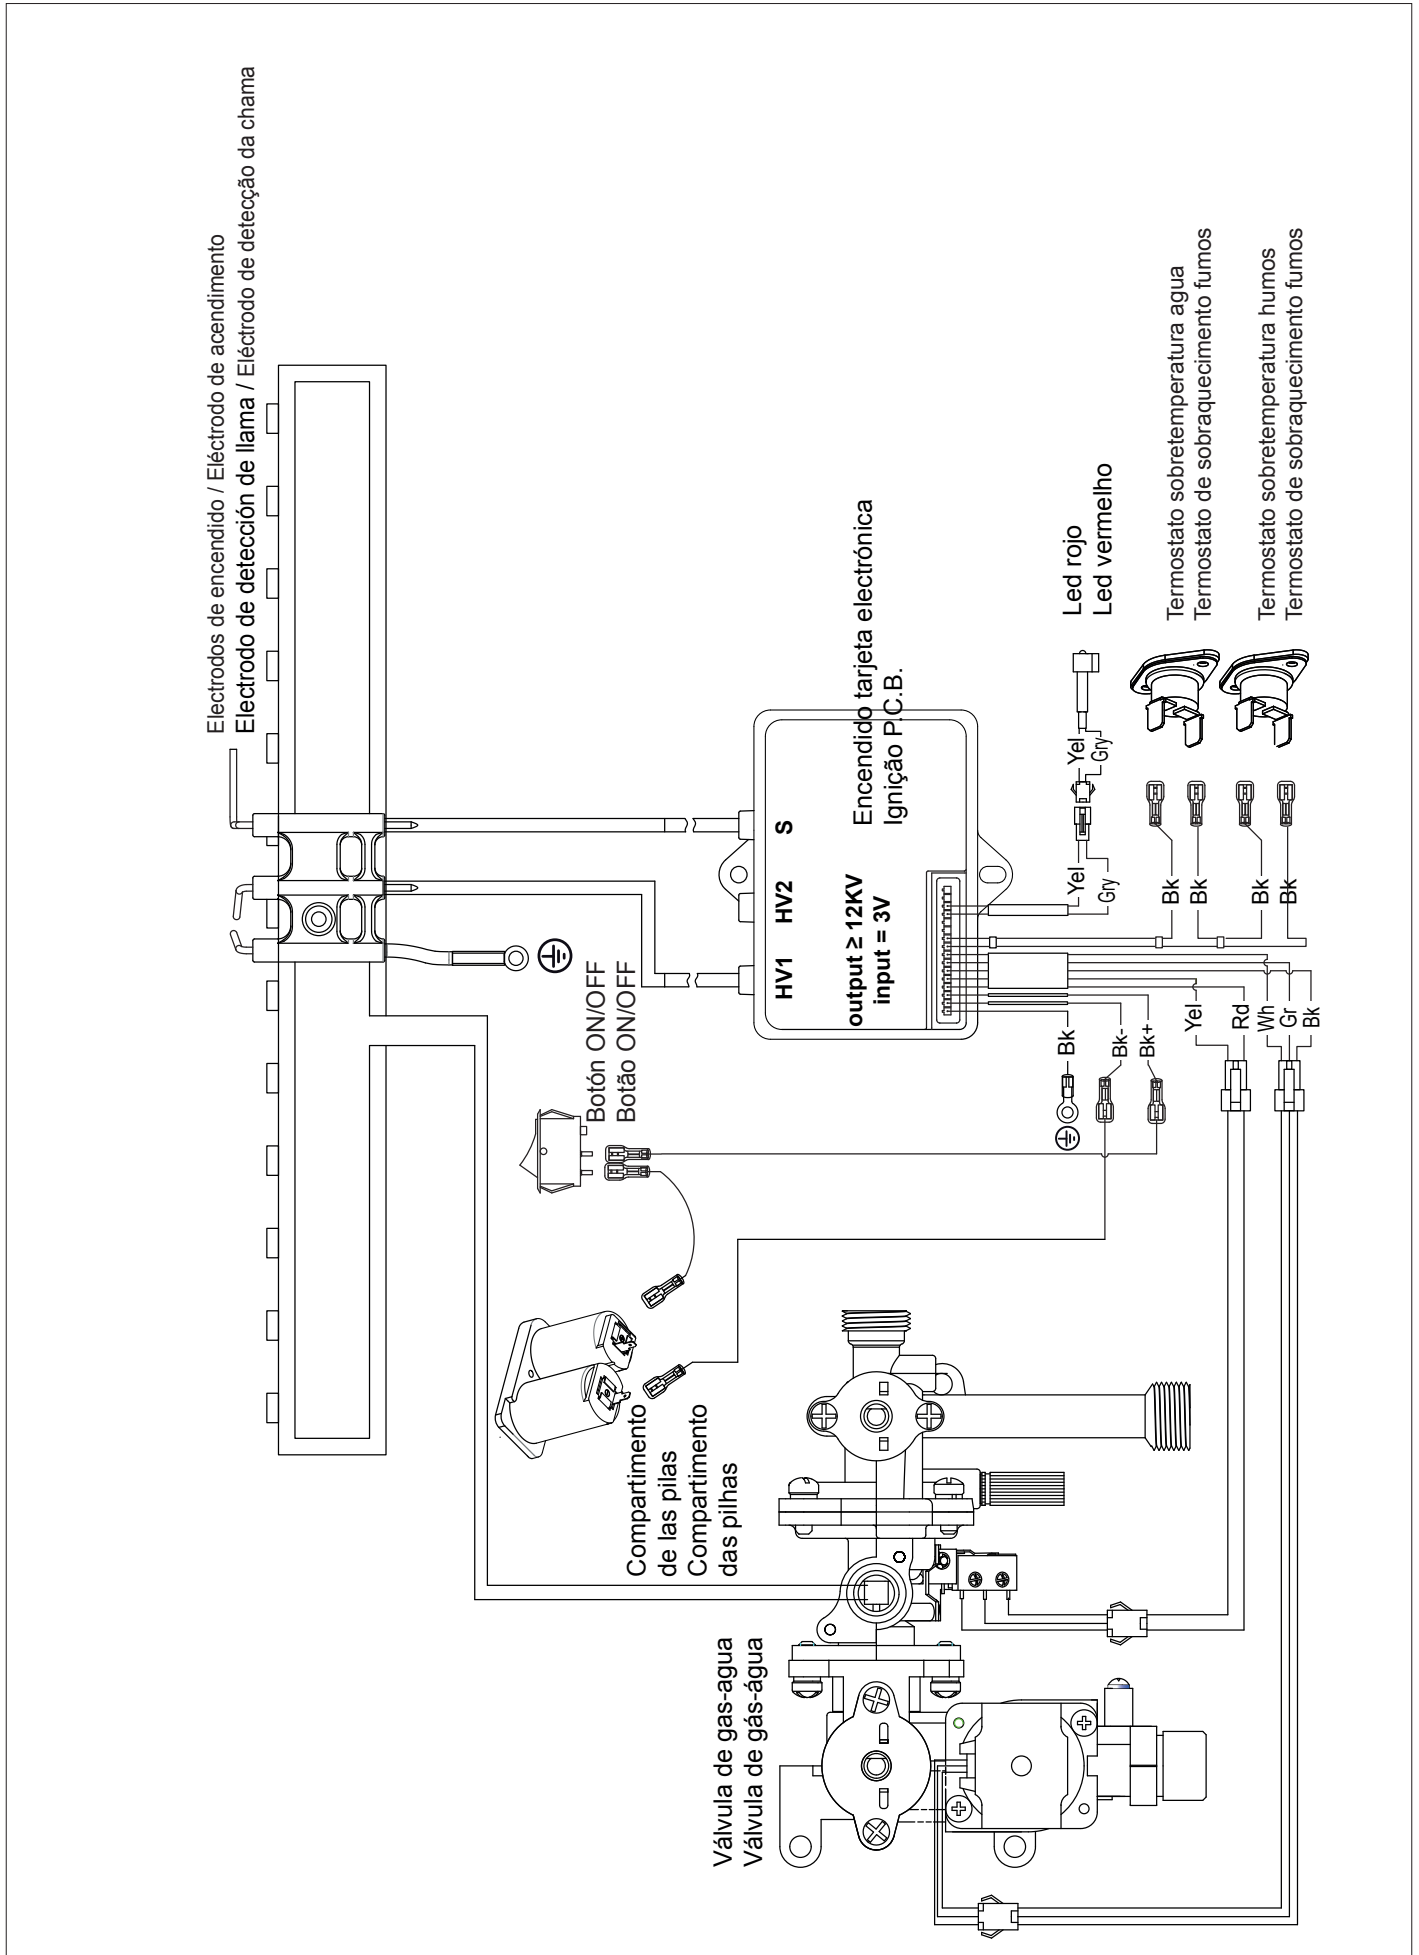 Electrodos de encendido / Eléctrodo de acendimento
Electrodo de detección de llama / Eléctrodo de detecção da chama
Botón ON/OFF
Botão ON/OFF
Compartimento
de las pilas
Compartimento
das pilhas
Válvula de gas-agua
Válvula de gás-água
HV1 HV2 S
output ≥ 12KV
input = 3V
Encendido tarjeta electrónica
Ignição P.C.B.
Led rojo
Led vermelho
Yel
Gry
Yel
Gry
Termostato sobretemperatura agua
Termostato de sobraquecimento fumos
Termostato sobretemperatura humos
Termostato de sobraquecimento fumos
Bk
Bk
Bk
Bk
Bk
Bk-
Bk+
Yel
Rd
Wh
Gr
Bk